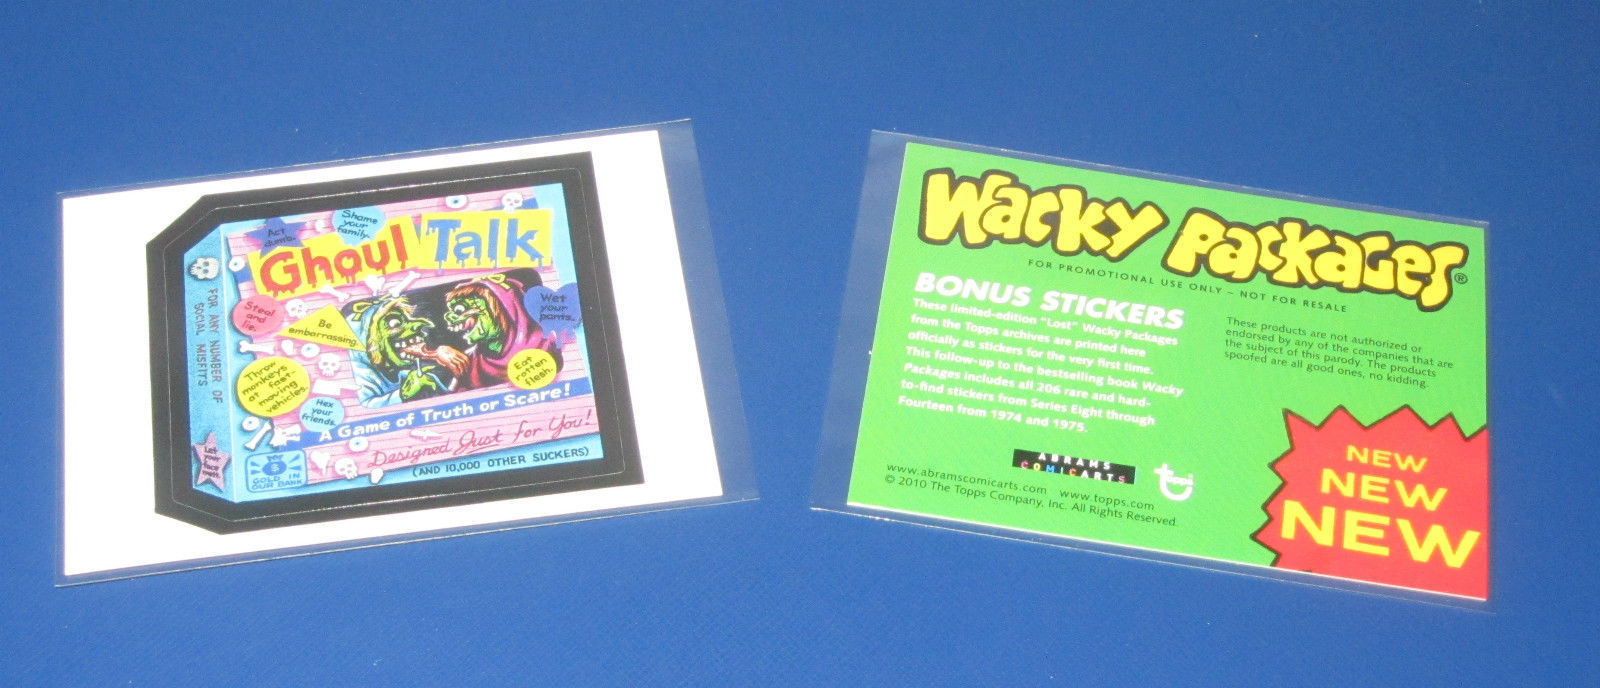 Act
dumb.
Shame
your
family.
Ghoul Talk
Steal
and
lie.
Be
embarrassing.
Wet
your
pants.
Throw
monkeys
at fast-
moving
vehicles.
Hex
your
friends.
Eat
rotten
flesh.
A Game of Truth or Scare!
Designed Just for You!
(AND 10,000 OTHER SUCKERS)
FOR ANY NUMBER OF
SOCIAL MISFITS
Let
your
face
GOLD IN
OUR BANK
Wacky Packages®
FOR PROMOTIONAL USE ONLY – NOT FOR RESALE
BONUS STICKERS
These limited-edition "Lost" Wacky Packages
from the Topps archives are printed here
officially as stickers for the very first time.
This follow-up to the bestselling book Wacky
Packages includes all 206 rare and hard-
to-find stickers from Series Eight through
Fourteen from 1974 and 1975.
These products are not authorized or
endorsed by any of the companies that are
the subject of this parody. The products
spoofed are all good ones, no kidding.
ABRAMS
COMICARTS
topps
www.abramscomicarts.com www.topps.com
© 2010 The Topps Company, Inc. All Rights Reserved.
NEW
NEW
NEW